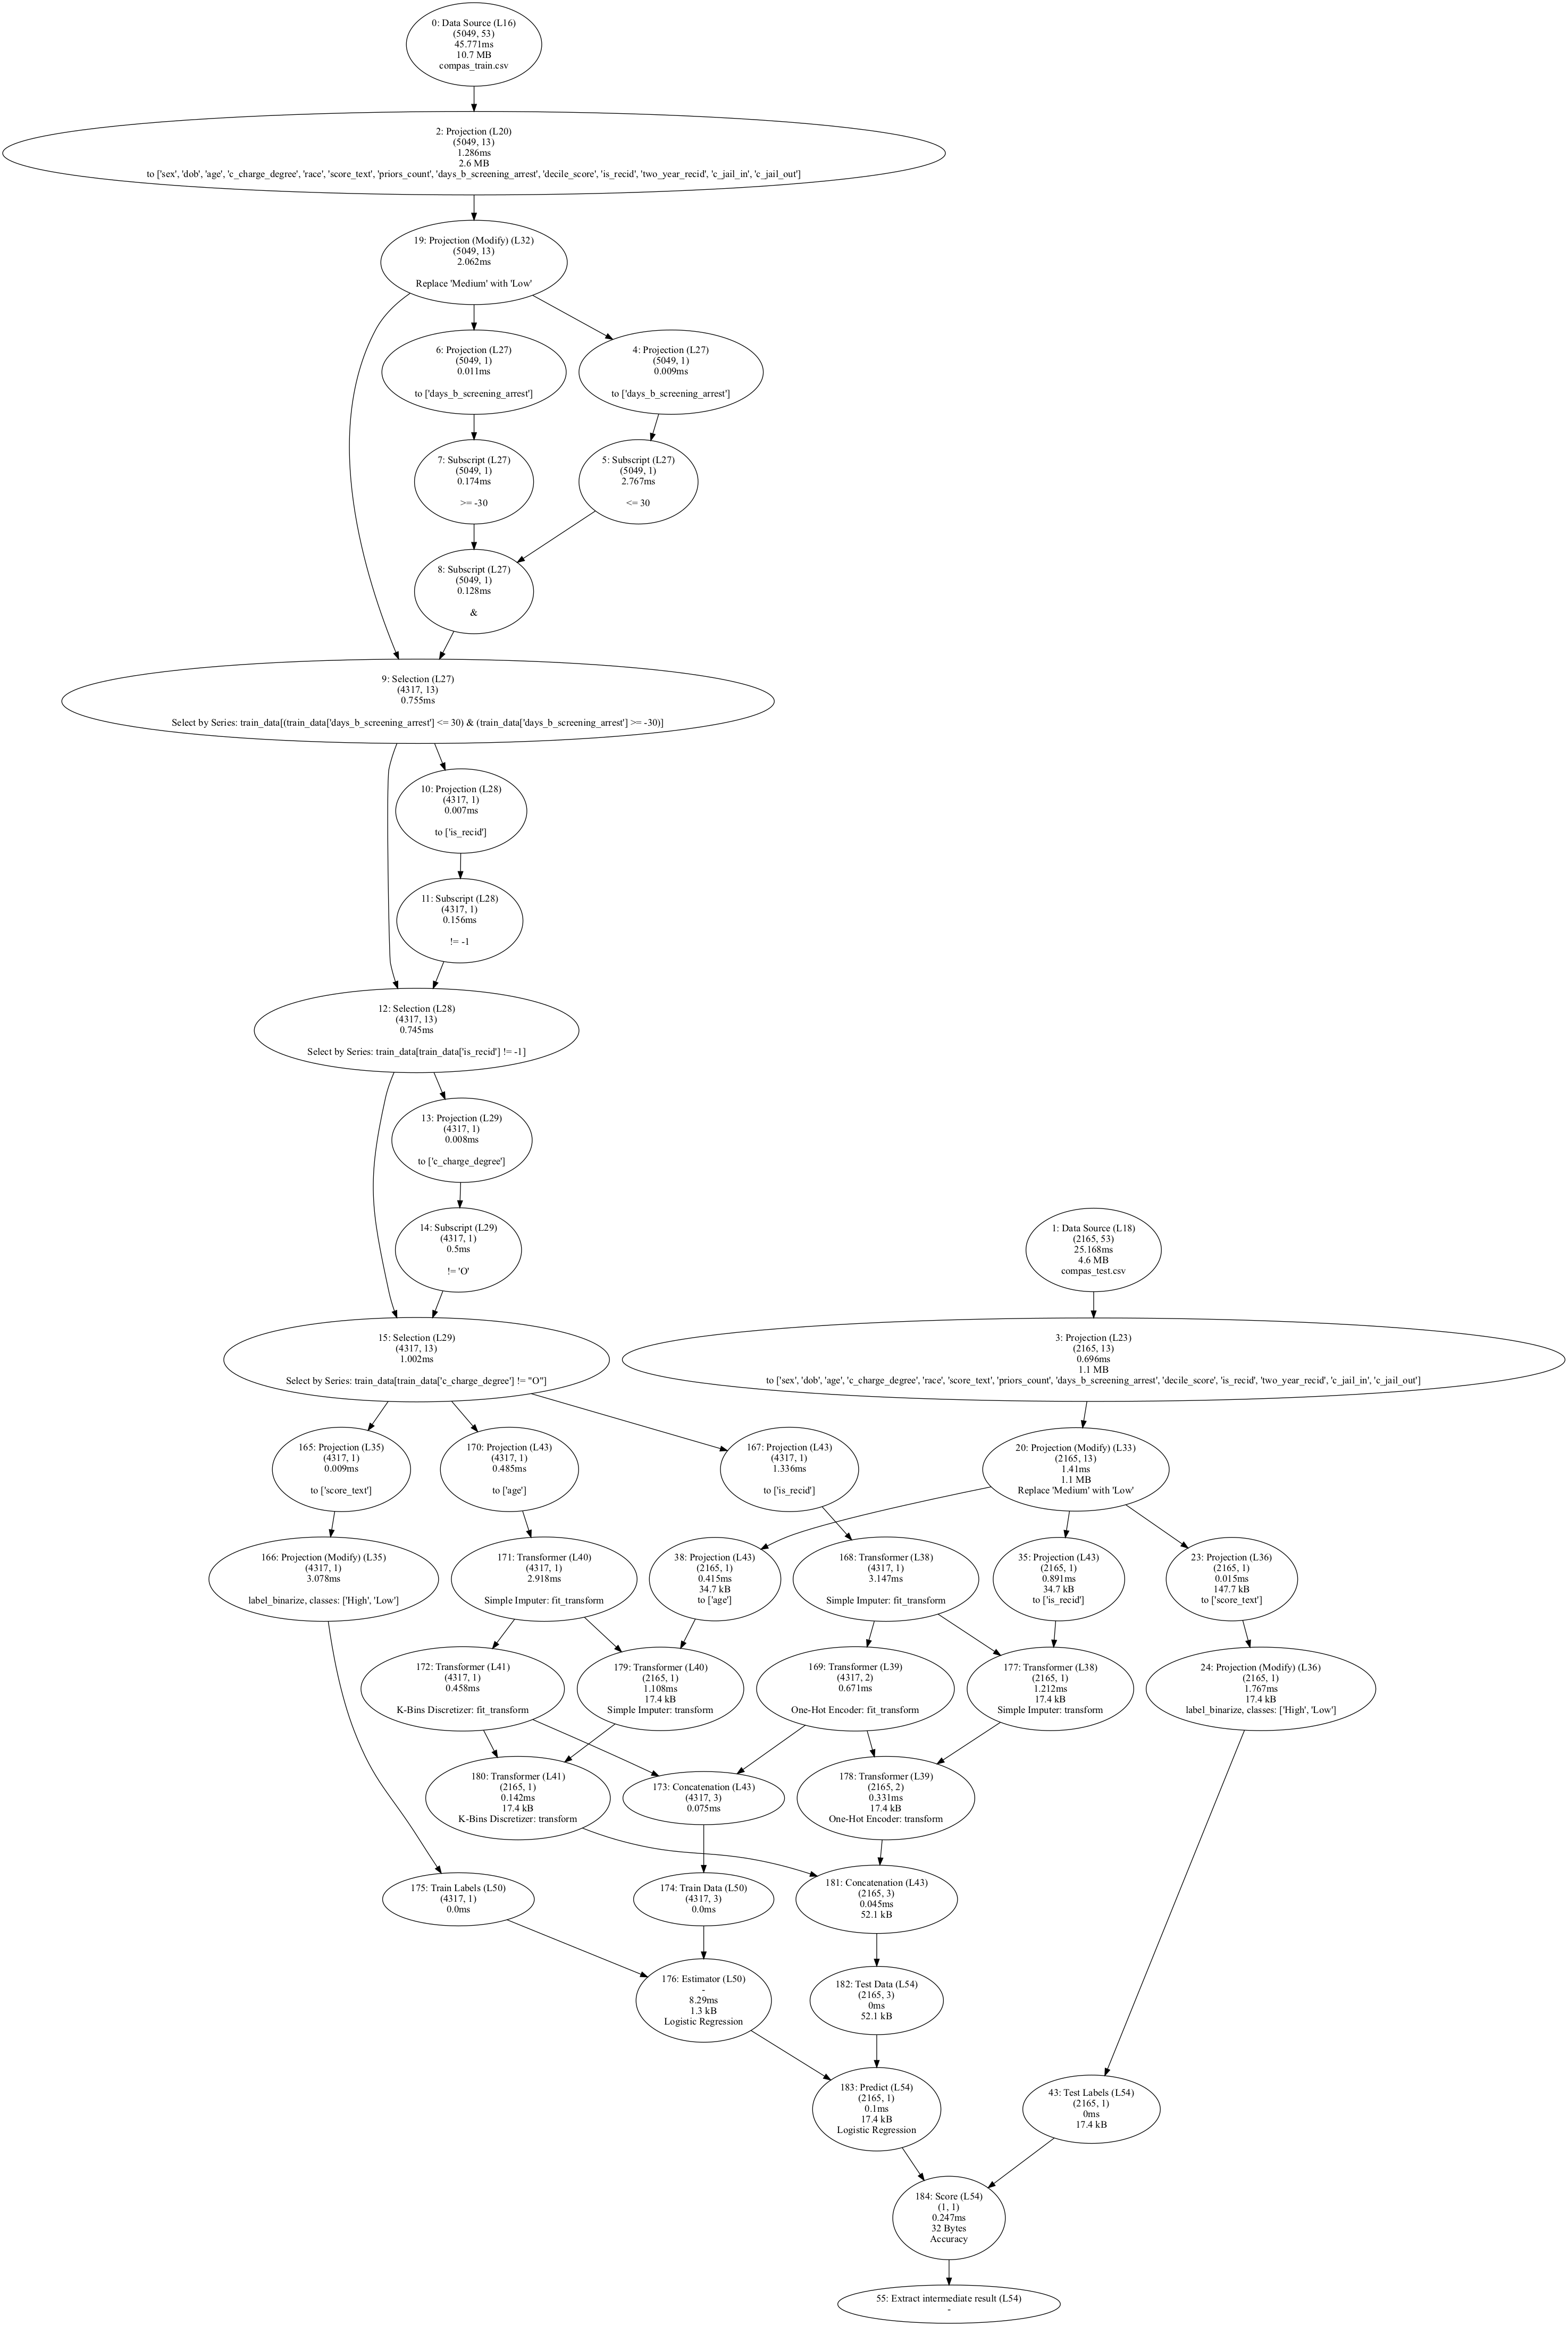 0: Data Source (L16)
(5049, 53)
45.771ms
10.7 MB
compas_train.csv
2: Projection (L20)
(5049, 13)
1.286ms
2.6 MB
to ['sex', 'dob', 'age', 'c_charge_degree', 'race', 'score_text', 'priors_count', 'days_b_screening_arrest', 'decile_score', 'is_recid', 'two_year_recid', 'c_jail_in', 'c_jail_out']
19: Projection (Modify) (L32)
(5049, 13)
2.062ms
Replace 'Medium' with 'Low'
6: Projection (L27)
(5049, 1)
0.011ms
to ['days_b_screening_arrest']
4: Projection (L27)
(5049, 1)
0.009ms
to ['days_b_screening_arrest']
7: Subscript (L27)
(5049, 1)
0.174ms
>= -30
5: Subscript (L27)
(5049, 1)
2.767ms
<= 30
8: Subscript (L27)
(5049, 1)
0.128ms
&
9: Selection (L27)
(4317, 13)
0.755ms
Select by Series: train_data[(train_data['days_b_screening_arrest'] <= 30) & (train_data['days_b_screening_arrest'] >= -30)]
10: Projection (L28)
(4317, 1)
0.007ms
to ['is_recid']
11: Subscript (L28)
(4317, 1)
0.156ms
!= -1
12: Selection (L28)
(4317, 13)
0.745ms
Select by Series: train_data[train_data['is_recid'] != -1]
13: Projection (L29)
(4317, 1)
0.008ms
to ['c_charge_degree']
14: Subscript (L29)
(4317, 1)
0.5ms
!= 'O'
1: Data Source (L18)
(2165, 53)
25.168ms
4.6 MB
compas_test.csv
15: Selection (L29)
(4317, 13)
1.002ms
Select by Series: train_data[train_data['c_charge_degree'] != "O"]
3: Projection (L23)
(2165, 13)
0.696ms
1.1 MB
to ['sex', 'dob', 'age', 'c_charge_degree', 'race', 'score_text', 'priors_count', 'days_b_screening_arrest', 'decile_score', 'is_recid', 'two_year_recid', 'c_jail_in', 'c_jail_out']
165: Projection (L35)
(4317, 1)
0.009ms
to ['score_text']
170: Projection (L43)
(4317, 1)
0.485ms
to ['age']
167: Projection (L43)
(4317, 1)
1.336ms
to ['is_recid']
20: Projection (Modify) (L33)
(2165, 13)
1.41ms
1.1 MB
Replace 'Medium' with 'Low'
166: Projection (Modify) (L35)
(4317, 1)
3.078ms
label_binarize, classes: ['High', 'Low']
171: Transformer (L40)
(4317, 1)
2.918ms
Simple Imputer: fit_transform
38: Projection (L43)
(2165, 1)
0.415ms
34.7 kB
to ['age']
168: Transformer (L38)
(4317, 1)
3.147ms
Simple Imputer: fit_transform
35: Projection (L43)
(2165, 1)
0.891ms
34.7 kB
to ['is_recid']
23: Projection (L36)
(2165, 1)
0.015ms
147.7 kB
to ['score_text']
172: Transformer (L41)
(4317, 1)
0.458ms
K-Bins Discretizer: fit_transform
179: Transformer (L40)
(2165, 1)
1.108ms
17.4 kB
Simple Imputer: transform
169: Transformer (L39)
(4317, 2)
0.671ms
One-Hot Encoder: fit_transform
177: Transformer (L38)
(2165, 1)
1.212ms
17.4 kB
Simple Imputer: transform
24: Projection (Modify) (L36)
(2165, 1)
1.767ms
17.4 kB
label_binarize, classes: ['High', 'Low']
180: Transformer (L41)
(2165, 1)
0.142ms
17.4 kB
K-Bins Discretizer: transform
173: Concatenation (L43)
(4317, 3)
0.075ms
178: Transformer (L39)
(2165, 2)
0.331ms
17.4 kB
One-Hot Encoder: transform
175: Train Labels (L50)
(4317, 1)
0.0ms
174: Train Data (L50)
(4317, 3)
0.0ms
181: Concatenation (L43)
(2165, 3)
0.045ms
52.1 kB
176: Estimator (L50)
-
8.29ms
1.3 kB
Logistic Regression
182: Test Data (L54)
(2165, 3)
0ms
52.1 kB
183: Predict (L54)
(2165, 1)
0.1ms
17.4 kB
Logistic Regression
43: Test Labels (L54)
(2165, 1)
0ms
17.4 kB
184: Score (L54)
(1, 1)
0.247ms
32 Bytes
Accuracy
55: Extract intermediate result (L54)
-